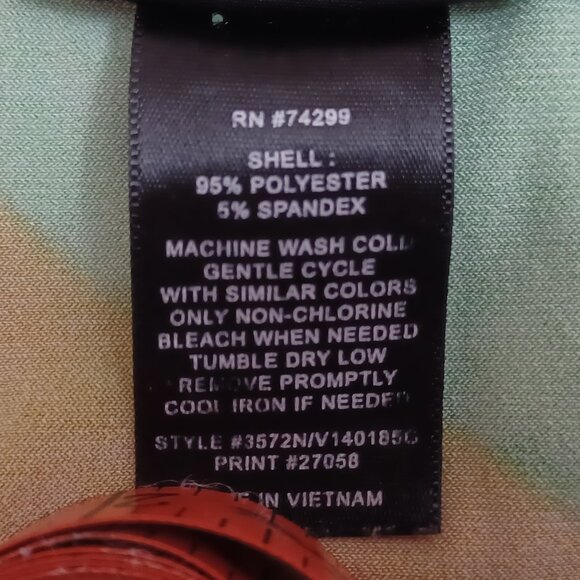 RN #74299
SHELL :
95% POLYESTER
5% SPANDEX
MACHINE WASH COLD
GENTLE CYCLE
WITH SIMILAR COLORS
ONLY NON-CHLORINE
BLEACH WHEN NEEDED
TUMBLE DRY LOW
REMOVE PROMPTLY
COOL IRON IF NEEDED
STYLE #3572N/V140185G
PRINT #27058
IN VIETNAM